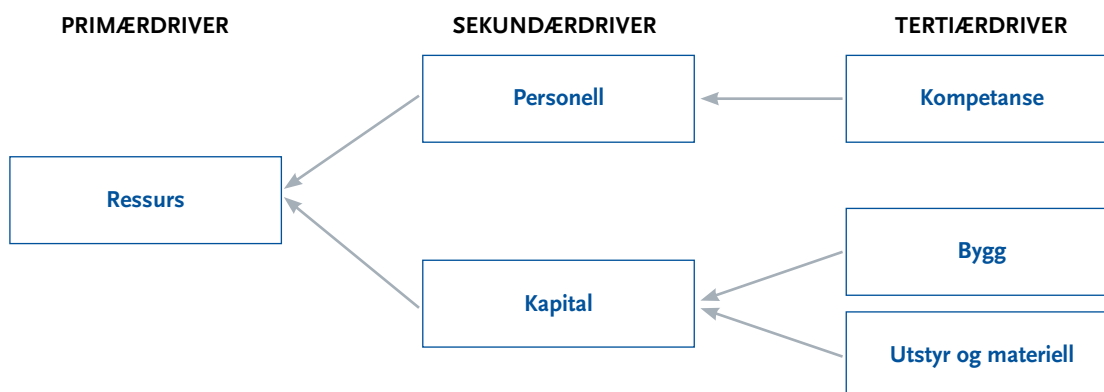 PRIMÆRDRIVER
SEKUNDÆRDRIVER
TERTIÆRDRIVER
Personell
Kompetanse
Ressurs
Bygg
Kapital
Utstyr og materiell